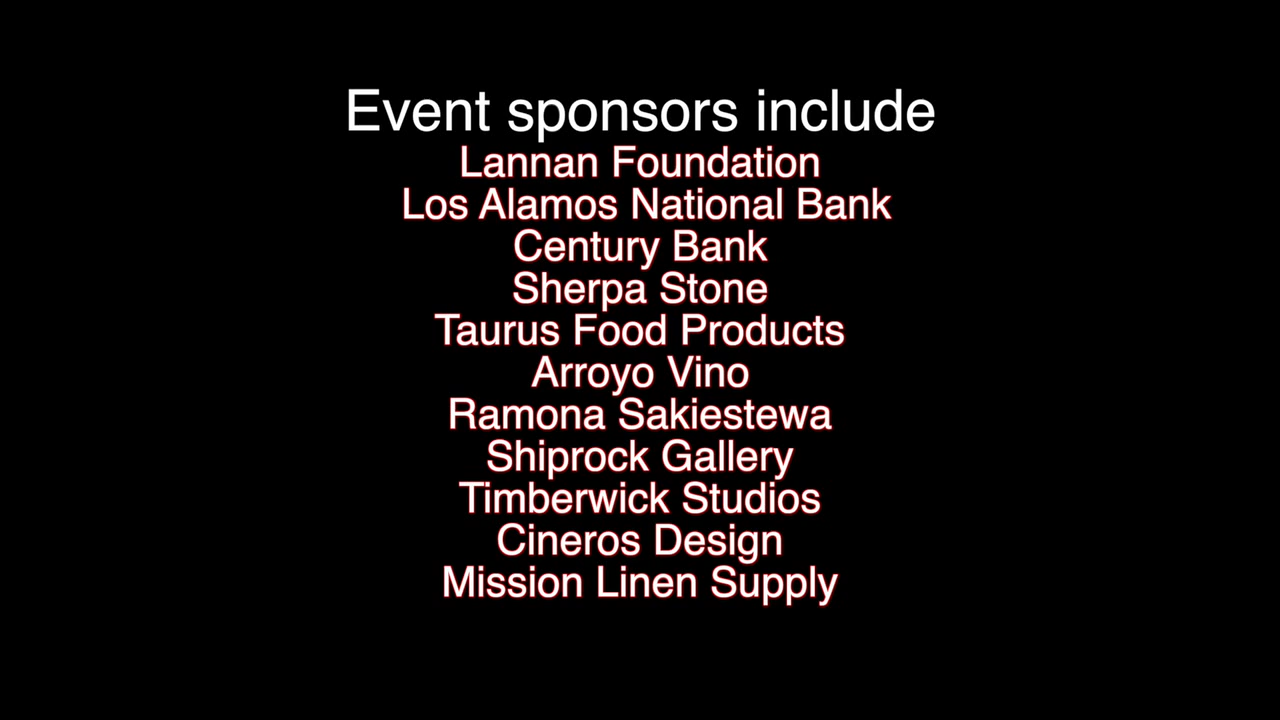 Event sponsors include
Lannan Foundation
Los Alamos National Bank
Century Bank
Sherpa Stone
Taurus Food Products
Arroyo Vino
Ramona Sakiestewa
Shiprock Gallery
Timberwick Studios
Cineros Design
Mission Linen Supply